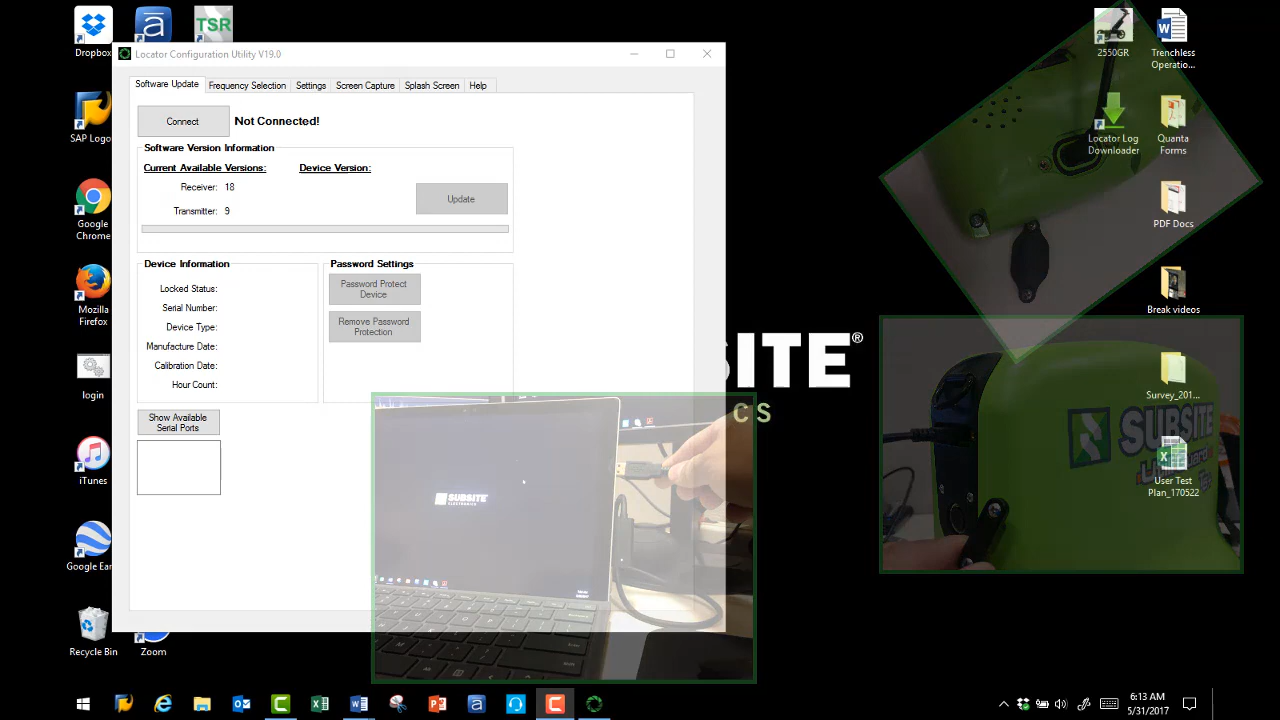 Dropbox
TSR
SAP Logo
Google
Chrome
Mozilla
Firefox
login
iTunes
Google Ear
Recycle Bin
Zoom
Locator Configuration Utility V19.0
Software Update
Frequency Selection
Settings
Screen Capture
Splash Screen
Help
Connect
Not Connected!
Software Version Information
Current Available Versions:
Device Version:
Receiver: 18
Transmitter: 9
Update
Device Information
Locked Status:
Serial Number:
Device Type:
Manufacture Date:
Calibration Date:
Hour Count:
Password Settings
Password Protect
Device
Remove Password
Protection
Show Available
Serial Ports
SUBSITE
ELECTRONICS
SITE®
CS
2550GR
Trenchless
Operatio...
Locator Log
Downloader
Quanta
Forms
PDF Docs
Break videos
Survey_201...
SUBSITE
User Test
Plan_170522
6:13 AM
5/31/2017